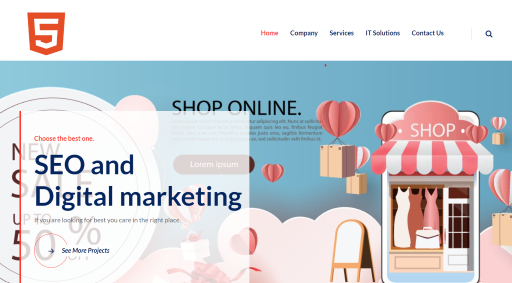 5
Home Company Services IT Solutions Contact Us
SHOP ONLINE.
Lorem ipsum
SHOP
NEW
SALE
UP TO
50%
Choose the best one.
SEO and
Digital marketing
If you are looking for best you care in the right place.
See More Projects